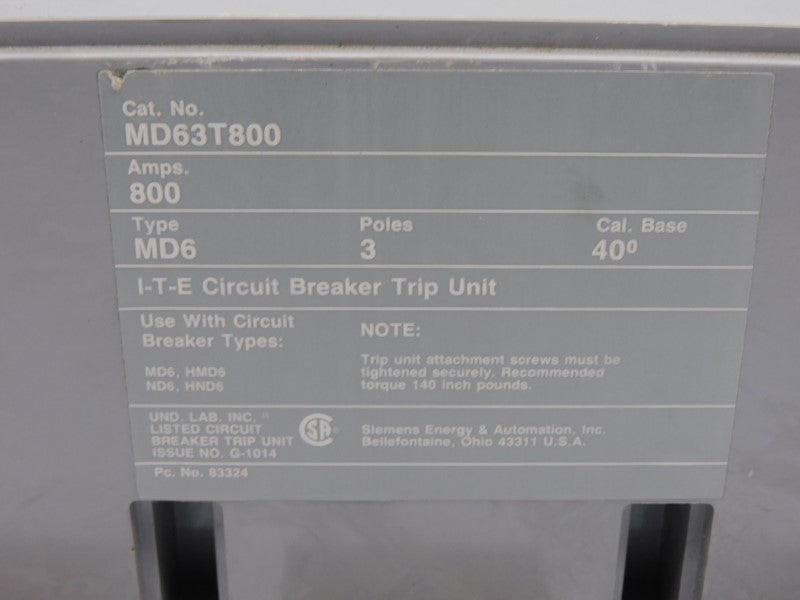 Cat. No.
MD63T800
Amps.
800
Type Poles Cal. Base
MD6 3 40º
I-T-E Circuit Breaker Trip Unit
Use With Circuit
Breaker Types:
MD6, HMD6
ND6, HND6
NOTE:
Trip unit attachment screws must be
tightened securely. Recommended
torque 140 inch pounds.
UND. LAB. INC.®
LISTED CIRCUIT
BREAKER TRIP UNIT
ISSUE NO. G-1014
SA®
Siemens Energy & Automation, Inc.
Bellefontaine, Ohio 43311 U.S.A.
Pc. No. 83324